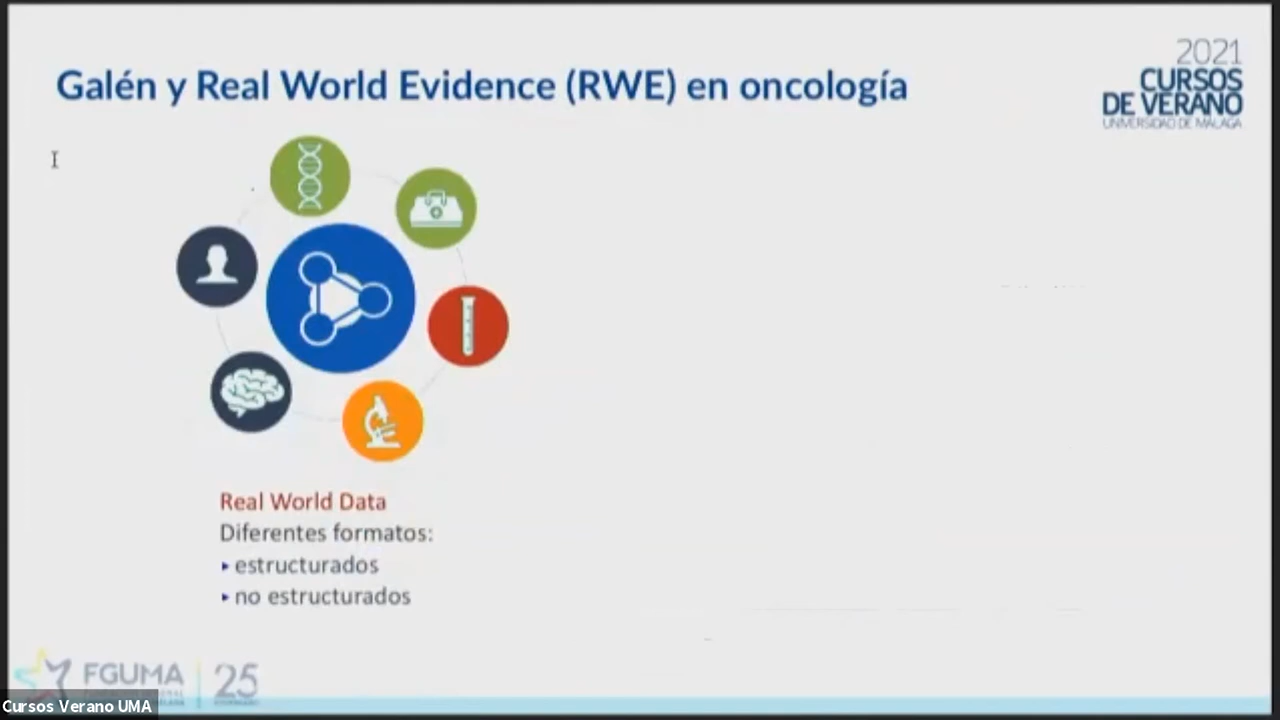 Galén y Real World Evidence (RWE) en oncología
2021
CURSOS
DE VERANO
UNIVERSIDAD DE MÁLAGA
Real World Data
Diferentes formatos:
‣ estructurados
‣ no estructurados
FGUMA
25
Cursos Verano UMA